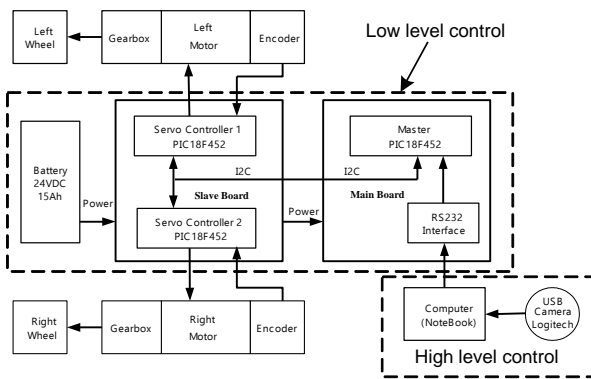 Left
Wheel
Gearbox
Left
Motor
Encoder
Low level control
Battery
24VDC
15Ah
Power
Servo Controller 1
PIC18F452
I2C
Slave Board
Servo Controller 2
PIC18F452
Power
Master
PIC18F452
I2C
Main Board
RS232
Interface
Right
Wheel
Gearbox
Right
Motor
Encoder
Computer
(NoteBook)
USB
Camera
Logitech
High level control